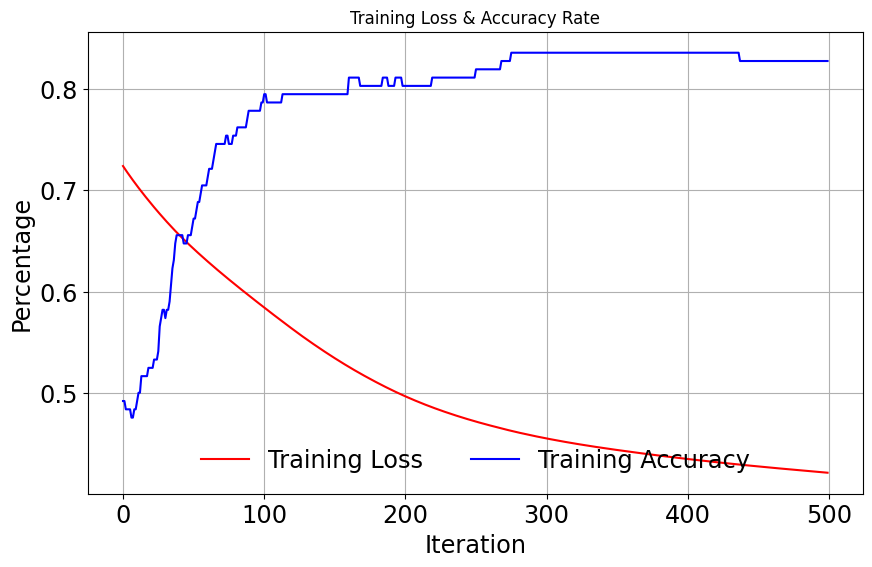 Training Loss & Accuracy Rate
Percentage
0.8
0.7
0.6
0.5
Training Loss Training Accuracy
0 100 200 300 400 500
Iteration